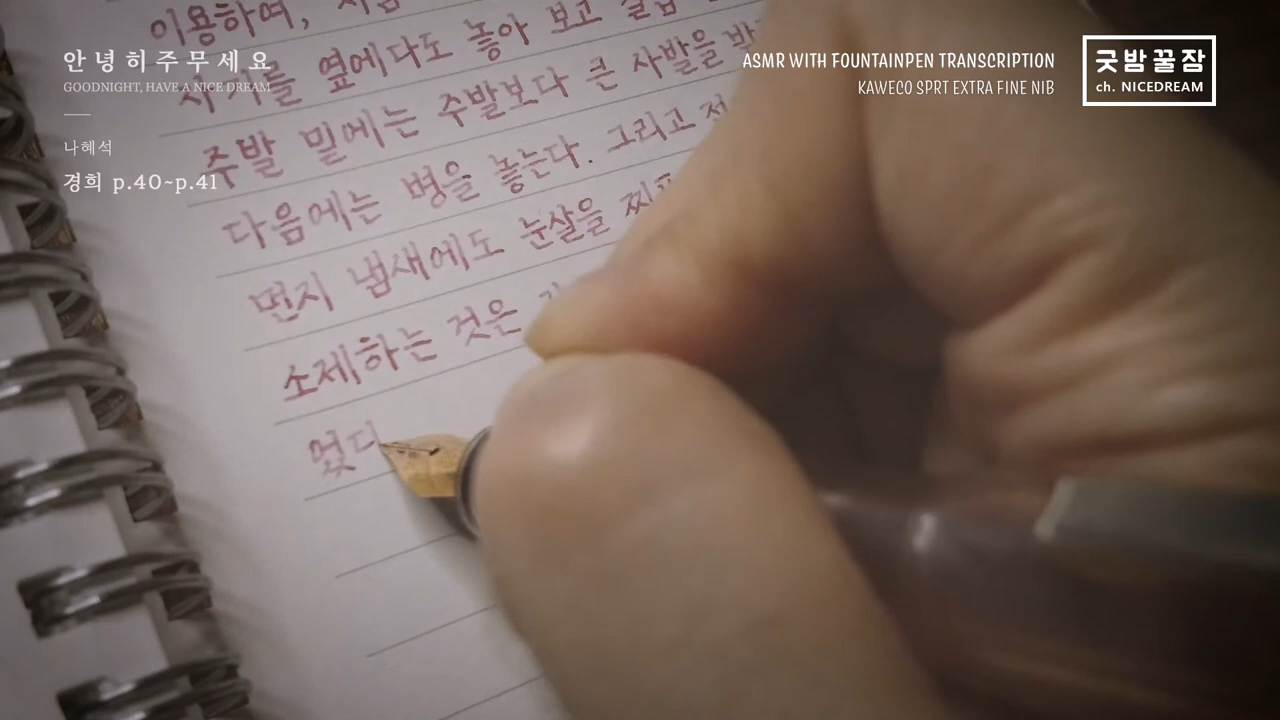 안녕히주무세요
GOODNIGHT, HAVE A NICE DREAM
나혜석
경희 p.40~p.41
ASMR WITH FOUNTAINPEN TRANSCRIPTION
KAWECO SPRT EXTRA FINE NIB
굿밤꿀잠
ch. NICEDREAM
이용하여,
사기를 옆에다도 놓아 보고
주발 밑에는 주발보다 큰 사발을
다음에는 병을 놓는다. 그리고
먼지 냄새에도 눈살을
소제하는 것은
었다